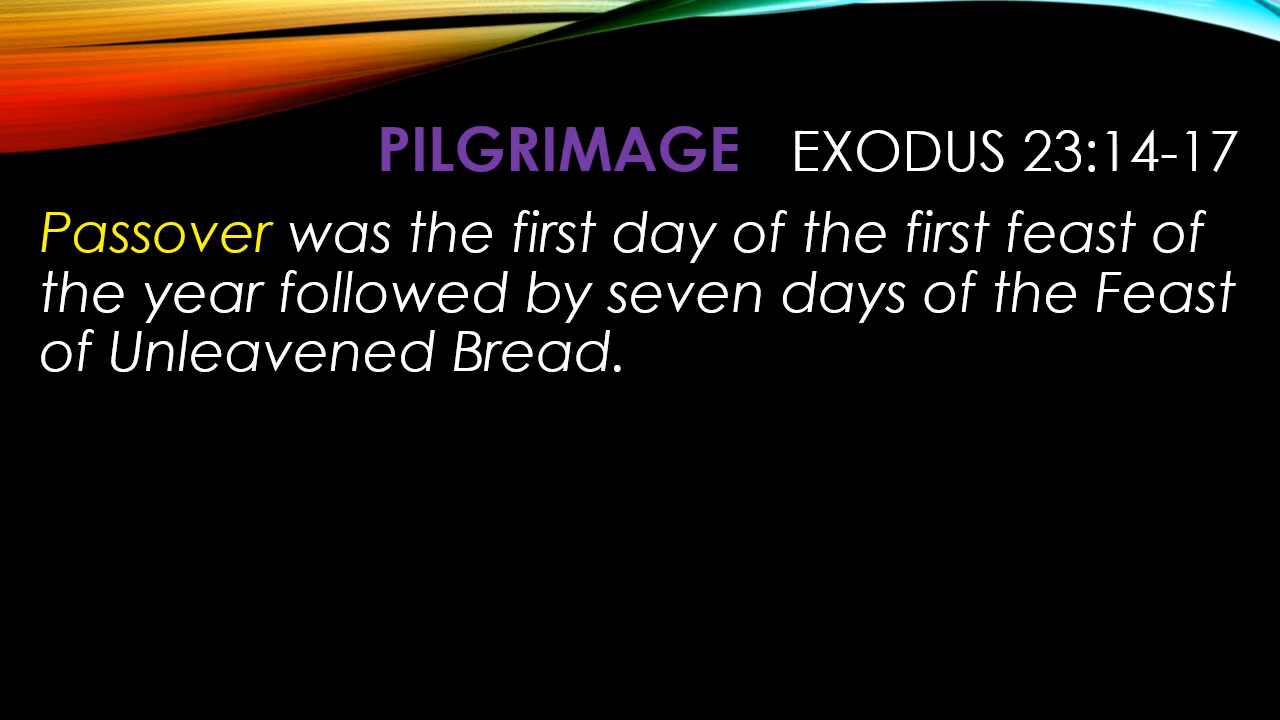 PILGRIMAGE EXODUS 23:14-17
Passover was the first day of the first feast of
the year followed by seven days of the Feast
of Unleavened Bread.